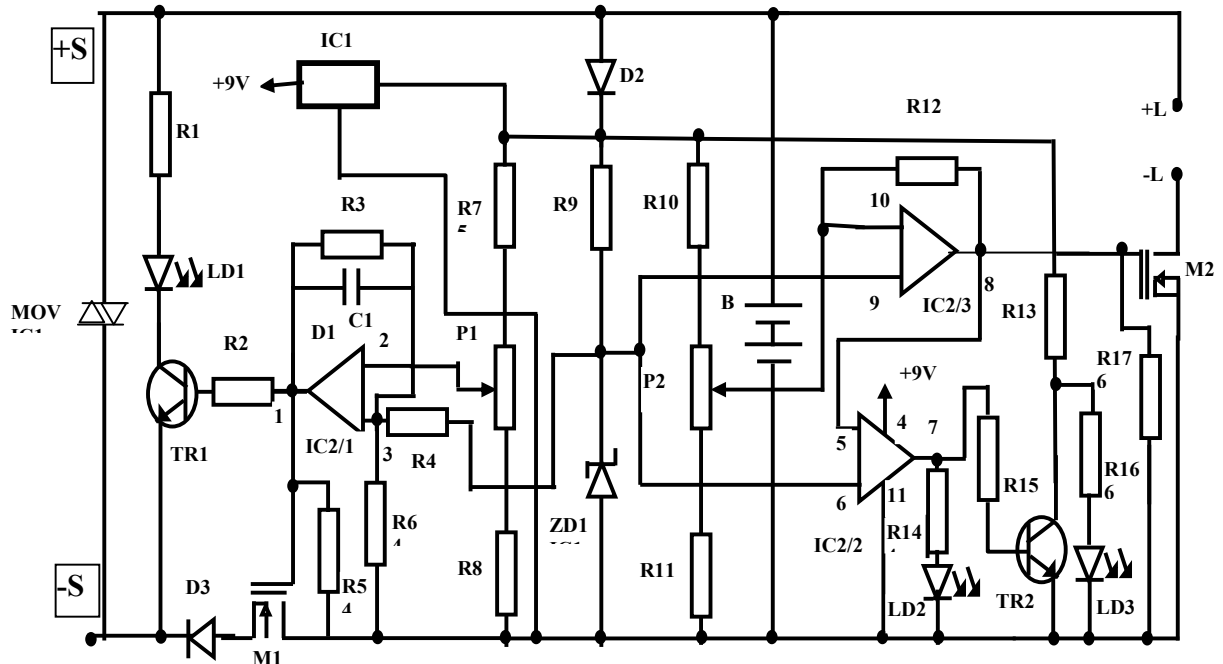 +S
IC1
+9V
D2
R12
+L
-L
R1
R3
R7
R9
R10
10
LD1
M2
MOV
D1
C1
2
P1
B
9
IC2/3
8
R13
R2
P2
+9V
R17
6
1
IC2/1
3
R4
5
4
7
TR1
6
11
R15
R16
6
R6
ZD1
IC2/2
R14
-S
D3
R5
R8
R11
LD2
TR2
LD3
M1